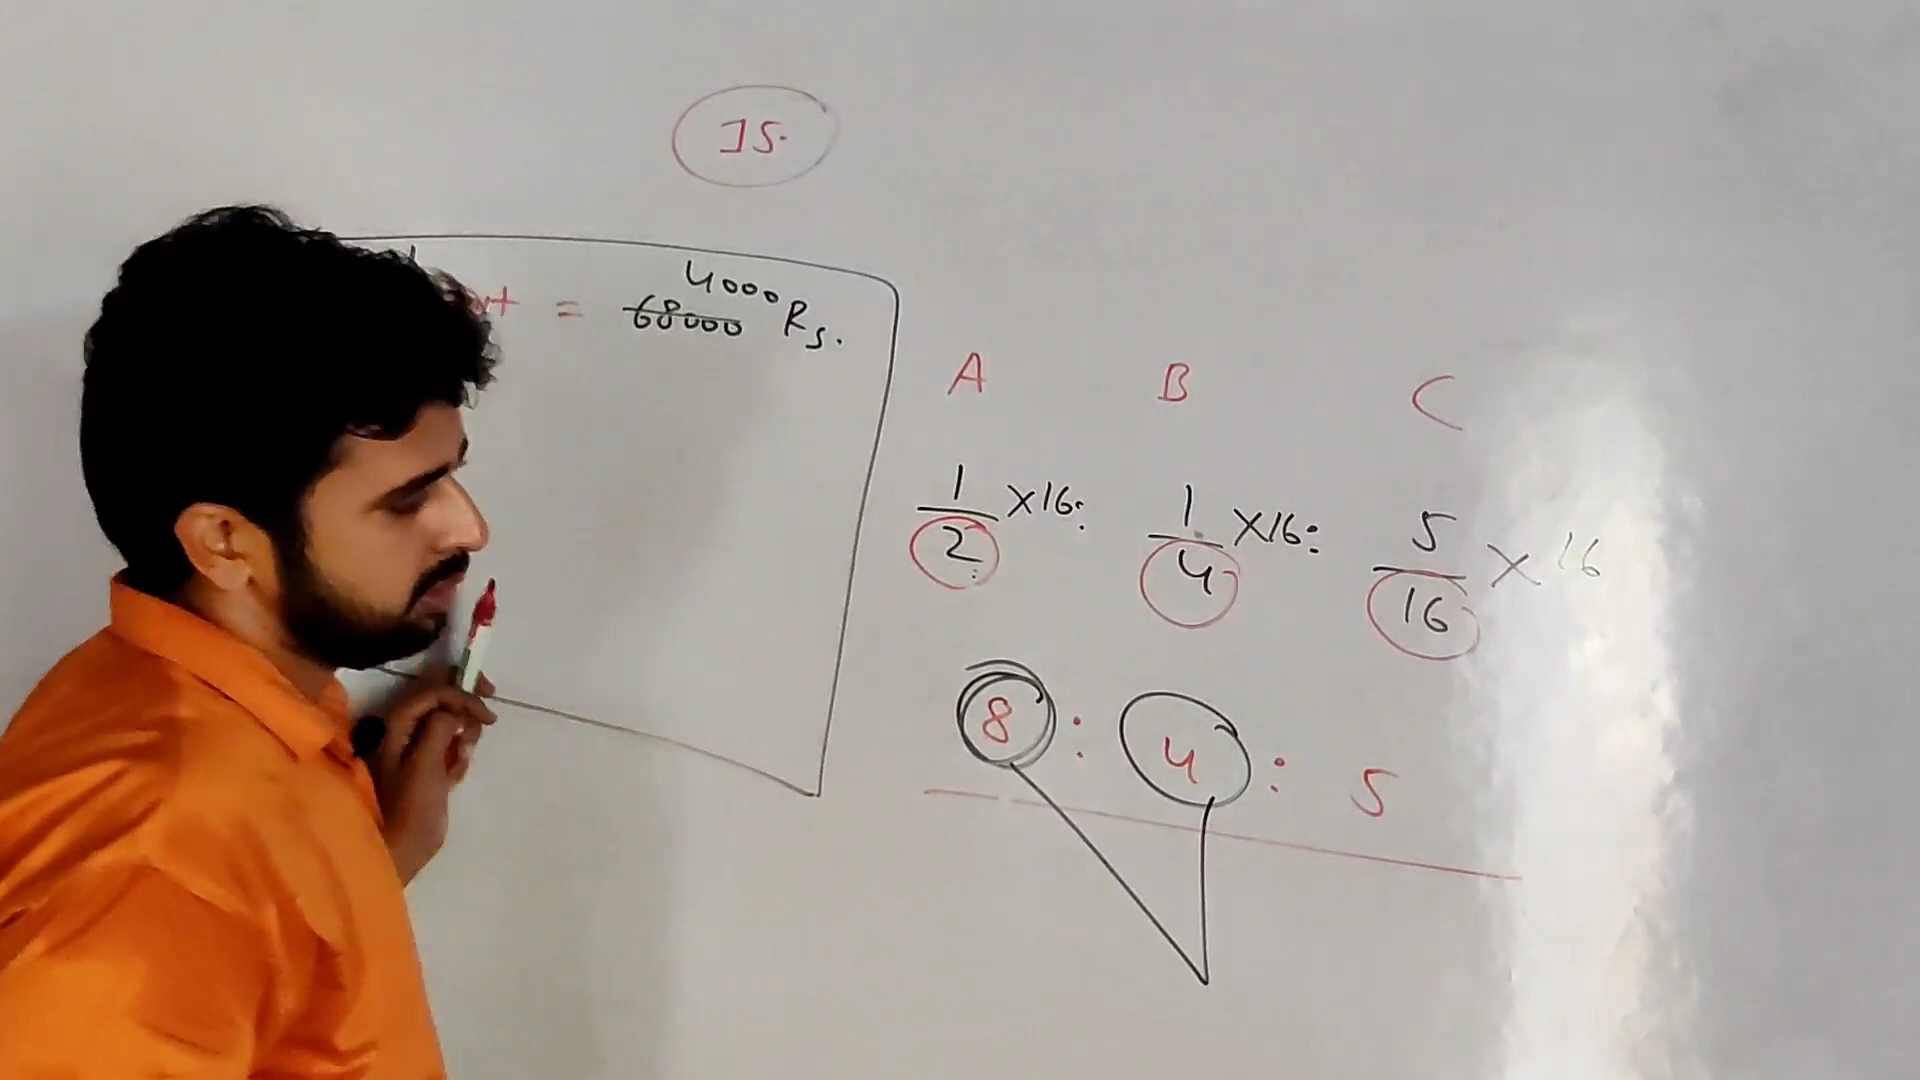 15.
4000
= 68000 Rs.
A B C
1/2 ×16: 1/4 ×16: 5/16 ×16
8 : 4 : 5